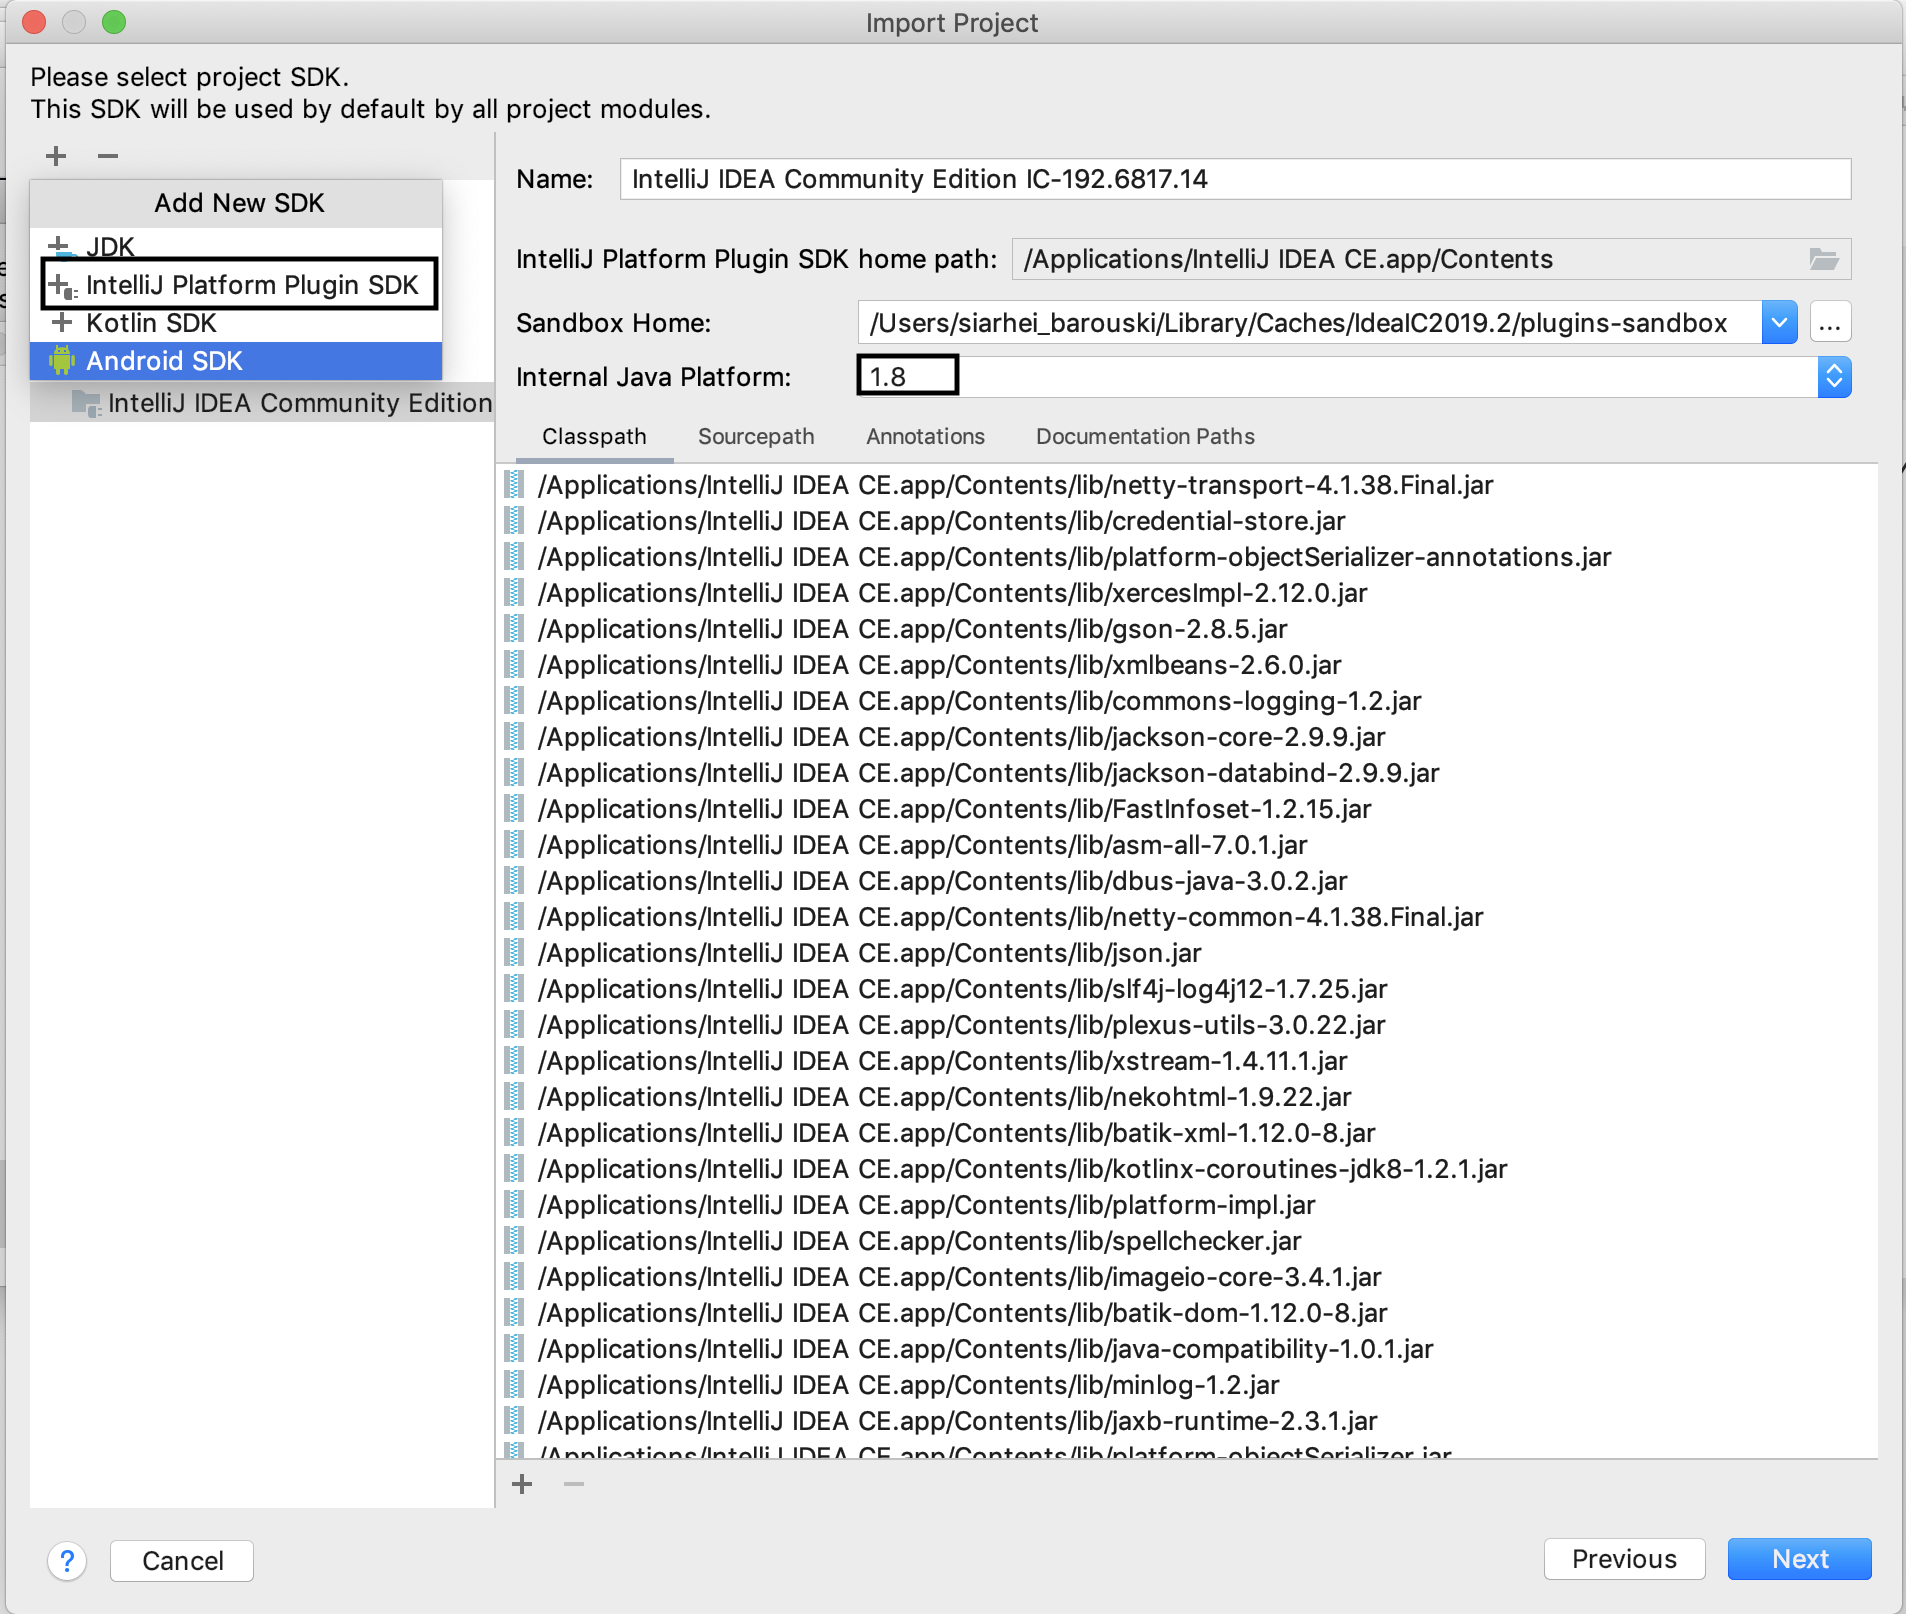 Import Project
Please select project SDK.
This SDK will be used by default by all project modules.
Add New SDK
JDK
IntelliJ Platform Plugin SDK
Kotlin SDK
Android SDK
IntelliJ IDEA Community Edition
Name: IntelliJ IDEA Community Edition IC-192.6817.14
IntelliJ Platform Plugin SDK home path: /Applications/IntelliJ IDEA CE.app/Contents
Sandbox Home: /Users/siarhei_barouski/Library/Caches/IdeaIC2019.2/plugins-sandbox ...
Internal Java Platform: 1.8
Classpath Sourcepath Annotations Documentation Paths
/Applications/IntelliJ IDEA CE.app/Contents/lib/netty-transport-4.1.38.Final.jar
/Applications/IntelliJ IDEA CE.app/Contents/lib/credential-store.jar
/Applications/IntelliJ IDEA CE.app/Contents/lib/platform-objectSerializer-annotations.jar
/Applications/IntelliJ IDEA CE.app/Contents/lib/xercesImpl-2.12.0.jar
/Applications/IntelliJ IDEA CE.app/Contents/lib/gson-2.8.5.jar
/Applications/IntelliJ IDEA CE.app/Contents/lib/xmlbeans-2.6.0.jar
/Applications/IntelliJ IDEA CE.app/Contents/lib/commons-logging-1.2.jar
/Applications/IntelliJ IDEA CE.app/Contents/lib/jackson-core-2.9.9.jar
/Applications/IntelliJ IDEA CE.app/Contents/lib/jackson-databind-2.9.9.jar
/Applications/IntelliJ IDEA CE.app/Contents/lib/FastInfoset-1.2.15.jar
/Applications/IntelliJ IDEA CE.app/Contents/lib/asm-all-7.0.1.jar
/Applications/IntelliJ IDEA CE.app/Contents/lib/dbus-java-3.0.2.jar
/Applications/IntelliJ IDEA CE.app/Contents/lib/netty-common-4.1.38.Final.jar
/Applications/IntelliJ IDEA CE.app/Contents/lib/json.jar
/Applications/IntelliJ IDEA CE.app/Contents/lib/slf4j-log4j12-1.7.25.jar
/Applications/IntelliJ IDEA CE.app/Contents/lib/plexus-utils-3.0.22.jar
/Applications/IntelliJ IDEA CE.app/Contents/lib/xstream-1.4.11.1.jar
/Applications/IntelliJ IDEA CE.app/Contents/lib/nekohtml-1.9.22.jar
/Applications/IntelliJ IDEA CE.app/Contents/lib/batik-xml-1.12.0-8.jar
/Applications/IntelliJ IDEA CE.app/Contents/lib/kotlinx-coroutines-jdk8-1.2.1.jar
/Applications/IntelliJ IDEA CE.app/Contents/lib/platform-impl.jar
/Applications/IntelliJ IDEA CE.app/Contents/lib/spellchecker.jar
/Applications/IntelliJ IDEA CE.app/Contents/lib/imageio-core-3.4.1.jar
/Applications/IntelliJ IDEA CE.app/Contents/lib/batik-dom-1.12.0-8.jar
/Applications/IntelliJ IDEA CE.app/Contents/lib/java-compatibility-1.0.1.jar
/Applications/IntelliJ IDEA CE.app/Contents/lib/minlog-1.2.jar
/Applications/IntelliJ IDEA CE.app/Contents/lib/jaxb-runtime-2.3.1.jar
/Applications/IntelliJ IDEA CE.app/Contents/lib/platform-objectSerializer.jar
? Cancel Previous Next